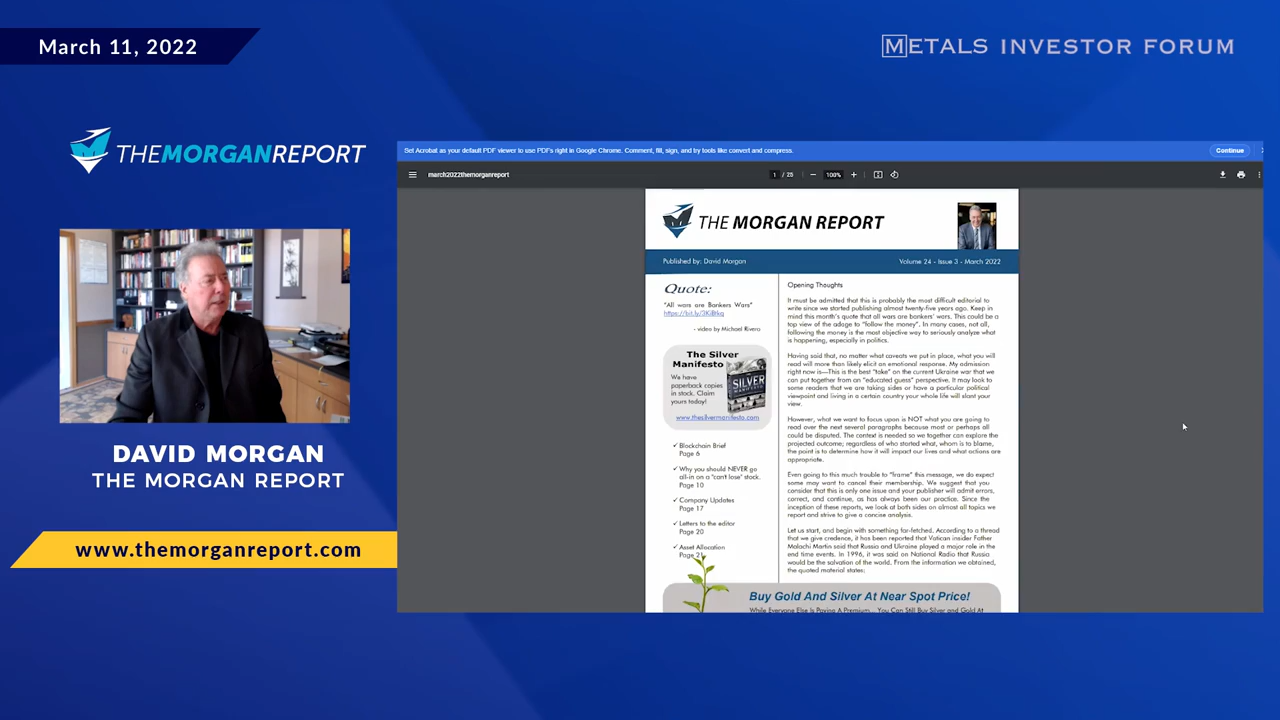 March 11, 2022
METALS INVESTOR FORUM
THEMORGANREPORT
DAVID MORGAN
THE MORGAN REPORT
www.themorganreport.com
Set Acrobat as your default PDF viewer to use PDFs right in Google Chrome. Comment, fill, sign, and try tools like convert and compress.
Continue
march2022themorganreport
1 / 25
100%
THE MORGAN REPORT
Published by: David Morgan
Volume 24 - Issue 3 - March 2022
Quote:
"All wars are Bankers Wars"
- video by Michael Rivero
The Silver
Manifesto
We have
paperback copies
in stock. Claim
yours today!
SILVER
MANIFESTO
www.thesilvermanifesto.com
✓ Blockchain Brief
Page 6
✓ Why you should NEVER go
all-in on a "can't lose" stock.
Page 10
✓ Company Updates
Page 17
✓ Letters to the editor
Page 20
✓ Asset Allocation
Page 21
Opening Thoughts
It must be admitted that this is probably the most difficult editorial to
write since we started publishing almost twenty-five years ago. Keep in
mind this month's quote that all wars are bankers' wars. This could be a
top view of the adage to "follow the money". In many cases, not all,
following the money is the most objective way to seriously analyze what
is happening, especially in politics.
Having said that, no matter what caveats we put in place, what you will
read will more than likely elicit an emotional response. My admission
right now is—This is the best "take" on the current Ukraine war that we
can put together from an "educated guess" perspective. It may look to
some readers that we are taking sides or have a particular political
viewpoint and living in a certain country your whole life will slant your
view.
However, what we want to focus upon is NOT what you are going to
read over the next several paragraphs because most or perhaps all
could be disputed. The context is needed so we together can explore the
projected outcome; regardless of who started what, whom is to blame,
the point is to determine how it will impact our lives and what actions are
appropriate.
Even going to this much trouble to "frame" this message, we do expect
some may want to cancel their membership. We suggest that you
consider that this is only one issue and your publisher will admit errors,
correct, and continue, as has always been our practice. Since the
inception of these reports, we look at both sides on almost all topics we
report and strive to give a concise analysis.
Let us start, and begin with something far-fetched. According to a thread
that we give credence, it has been reported that Vatican insider Father
Malachi Martin said that Russia and Ukraine played a major role in the
end time events. In 1996, it was said on National Radio that Russia
would be the salvation of the world. From the information we obtained,
the quoted material states:
Buy Gold And Silver At Near Spot Price!
While Everyone Else Is Paying A Premium... You Can Still Buy Silver and Gold At